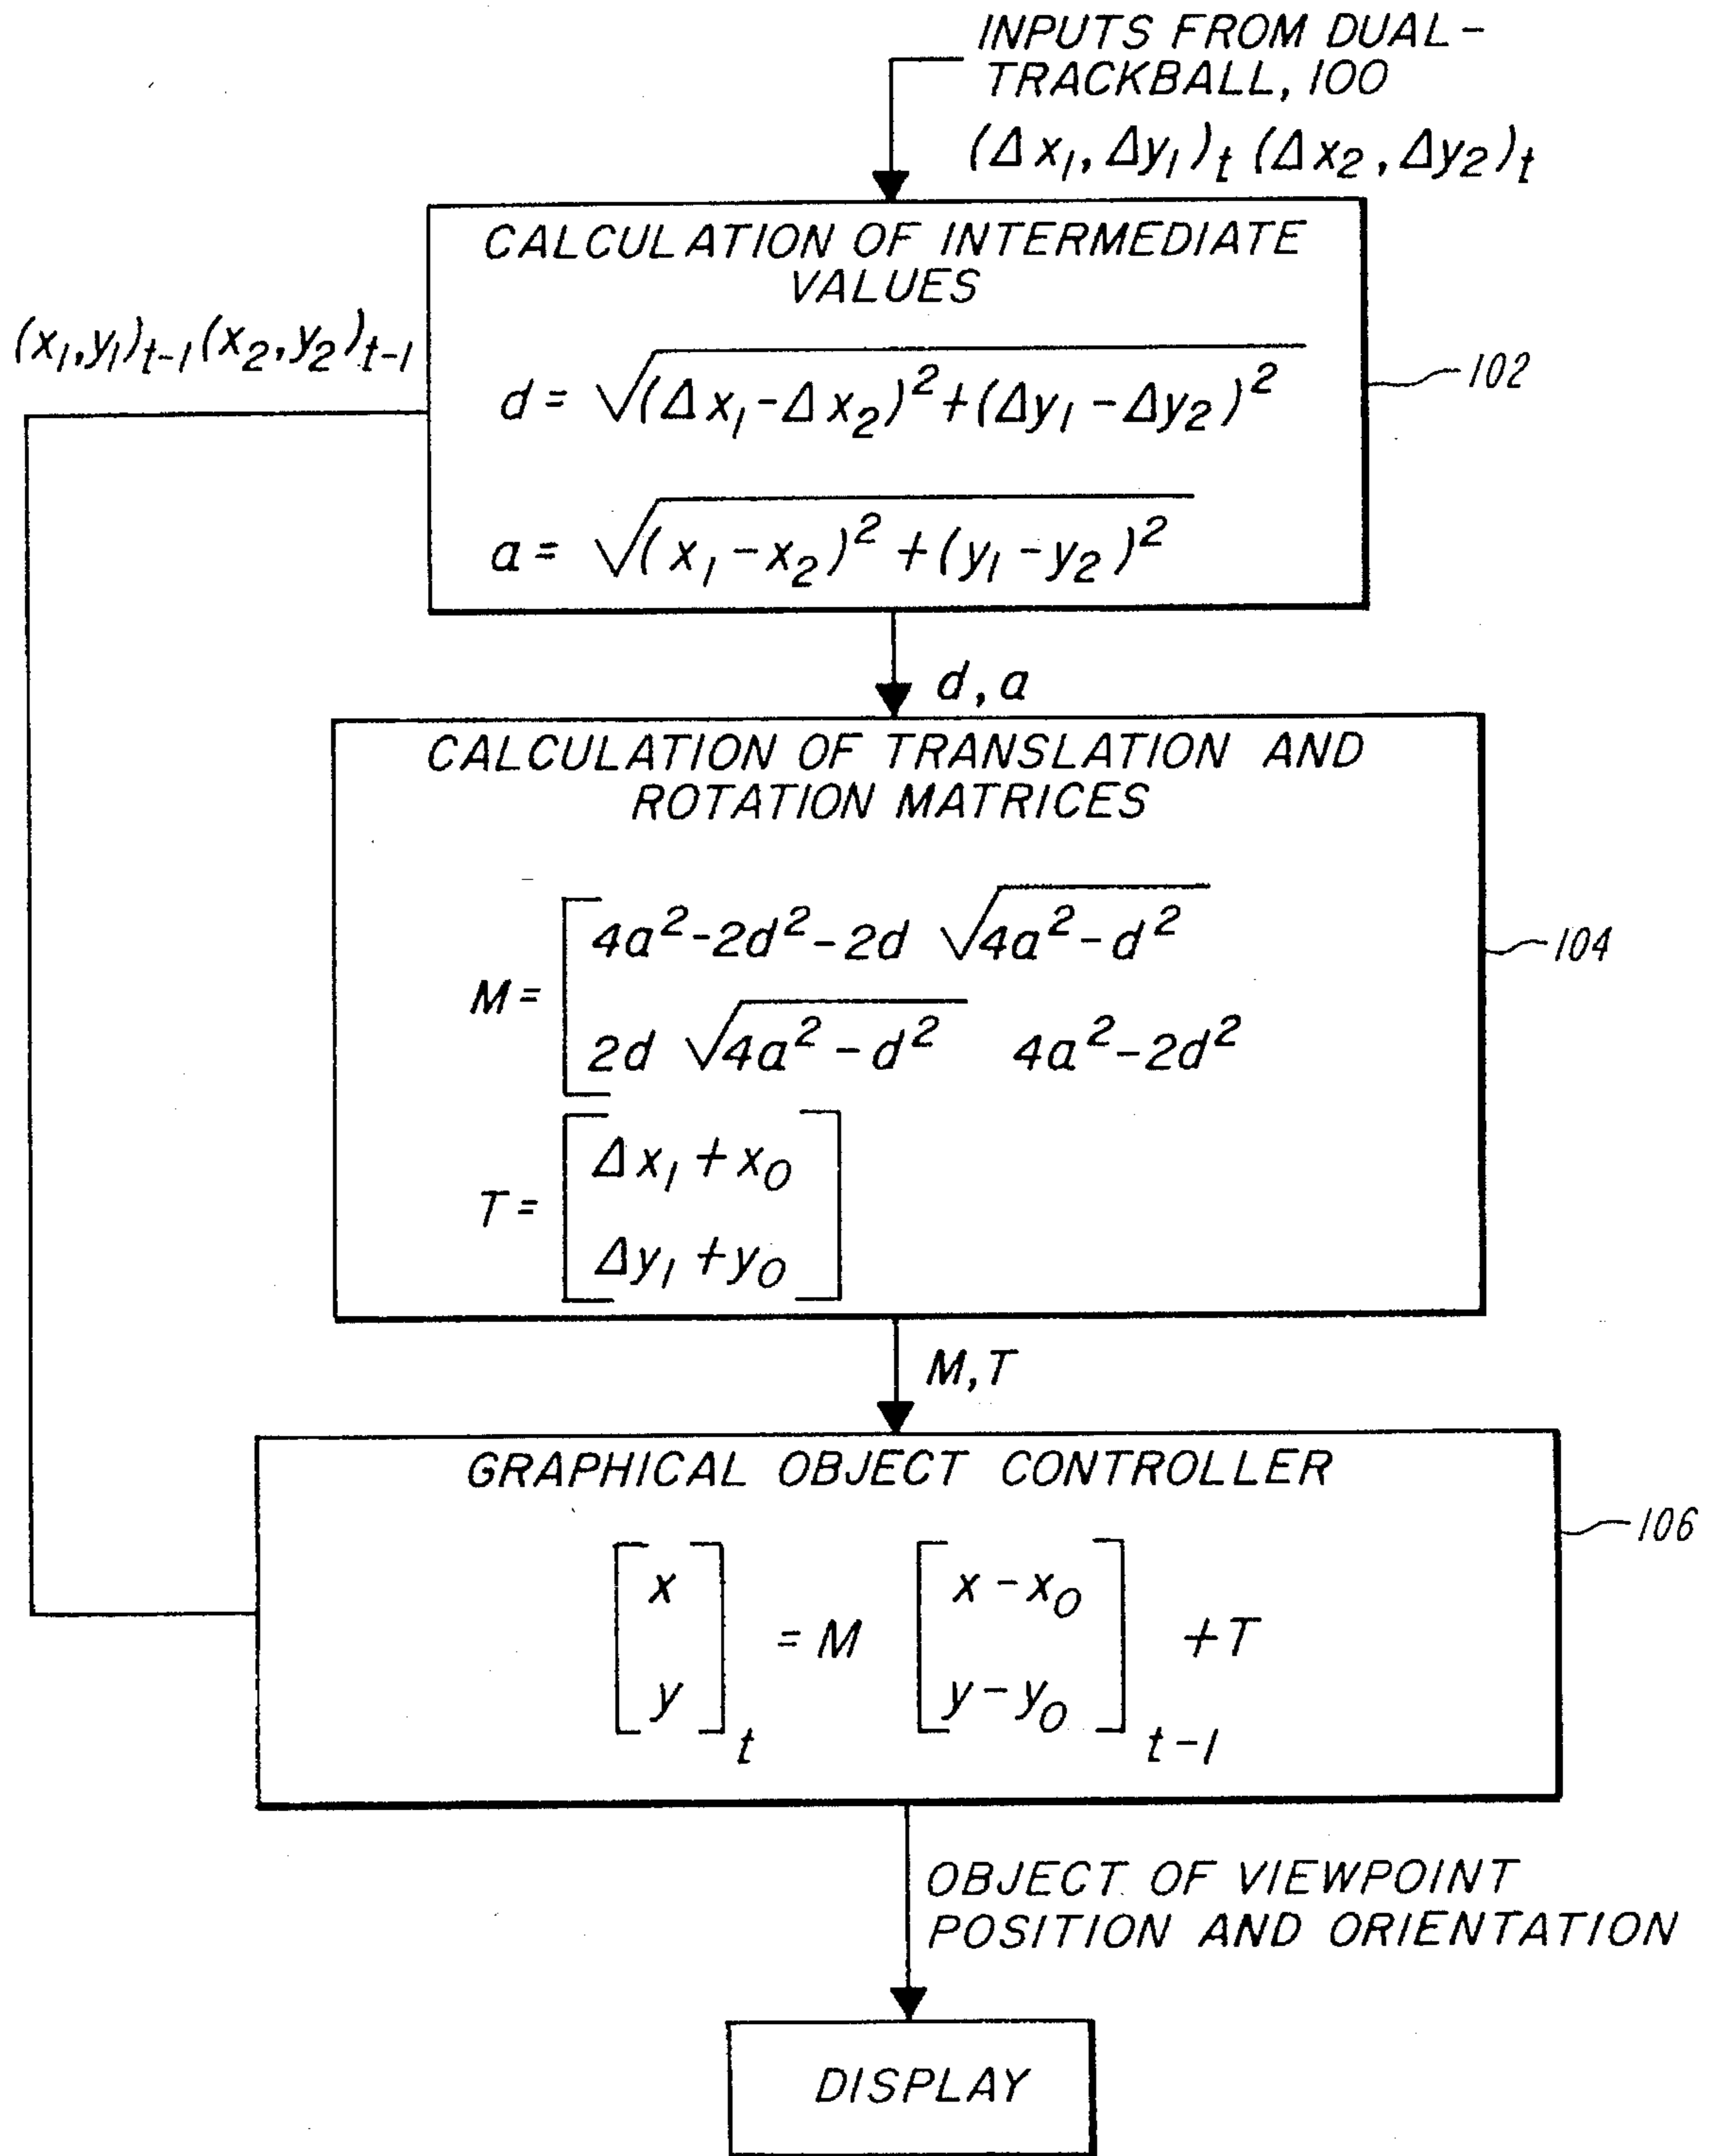 INPUTS FROM DUAL-
TRACKBALL, 100
(Δx₁, Δy₁)ₜ (Δx₂, Δy₂)ₜ
CALCULATION OF INTERMEDIATE
VALUES
(x₁,y₁)ₜ₋₁(x₂,y₂)ₜ₋₁
d = √(Δx₁-Δx₂)²+(Δy₁-Δy₂)²
102
a = √(x₁-x₂)²+(y₁-y₂)²
d, a
CALCULATION OF TRANSLATION AND
ROTATION MATRICES
4a²-2d²-2d √4a²-d²
104
M=
2d √4a²-d² 4a²-2d²
Δx₁+x₀
T=
Δy₁+y₀
M,T
GRAPHICAL OBJECT CONTROLLER
106
x x-x₀
=M +T
y y-y₀
t t-1
OBJECT OF VIEWPOINT
POSITION AND ORIENTATION
DISPLAY